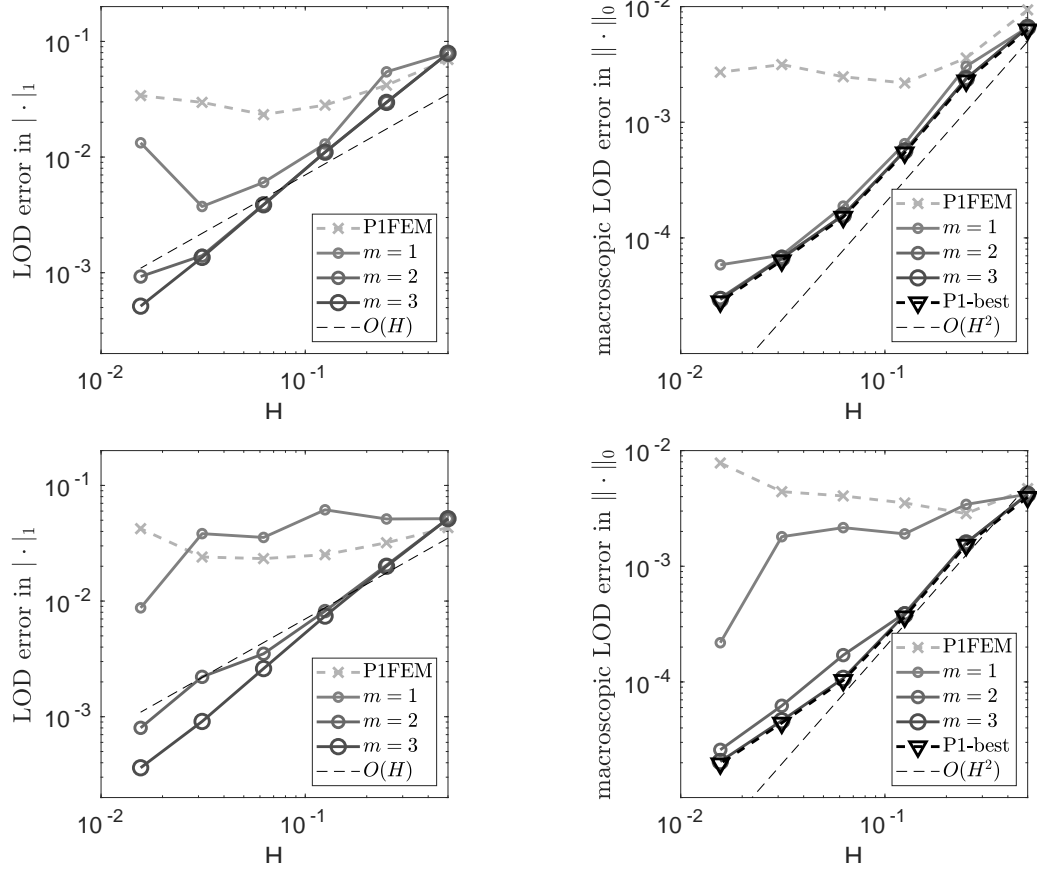 LOD error in | · |₁
10⁻¹
10⁻²
10⁻³
P1FEM
m = 1
m = 2
m = 3
O(H)
10⁻²
10⁻¹
H
macroscopic LOD error in ‖ · ‖₀
10⁻²
10⁻³
10⁻⁴
P1FEM
m = 1
m = 2
m = 3
P1-best
O(H²)
10⁻²
10⁻¹
H
LOD error in | · |₁
10⁻¹
10⁻²
10⁻³
P1FEM
m = 1
m = 2
m = 3
O(H)
10⁻²
10⁻¹
H
macroscopic LOD error in ‖ · ‖₀
10⁻²
10⁻³
10⁻⁴
P1FEM
m = 1
m = 2
m = 3
P1-best
O(H²)
10⁻²
10⁻¹
H